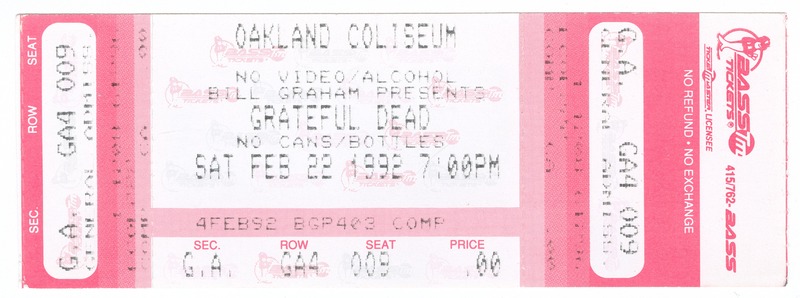 SEC. ROW SEAT
G.A. GA4 009
OAKLAND COLISEUM
NO VIDEO/ALCOHOL
BILL GRAHAM PRESENTS
GRATEFUL DEAD
NO CANS/BOTTLES
SAT FEB 22 1992 7:00PM
4FEB92 BGP403 COMP
SEC. ROW SEAT PRICE
G.A. GA4 009 .00
G.A. GA4 009
NO REFUND • NO EXCHANGE
TICKETMASTER LICENSEE
BASS TM
TICKETS®
415/762-BASS